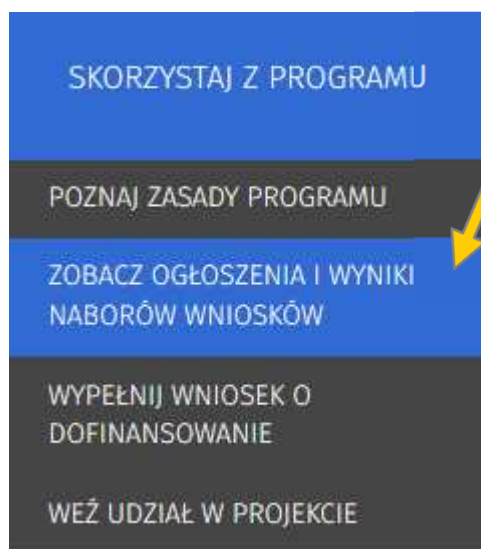 SKORZYSTAJ Z PROGRAMU
POZNAJ ZASADY PROGRAMU
ZOBACZ OGŁOSZENIA I WYNIKI
NABORÓW WNIOSKÓW
WYPEŁNIJ WNIOSEK O
DOFINANSOWANIE
WEŹ UDZIAŁ W PROJEKCIE